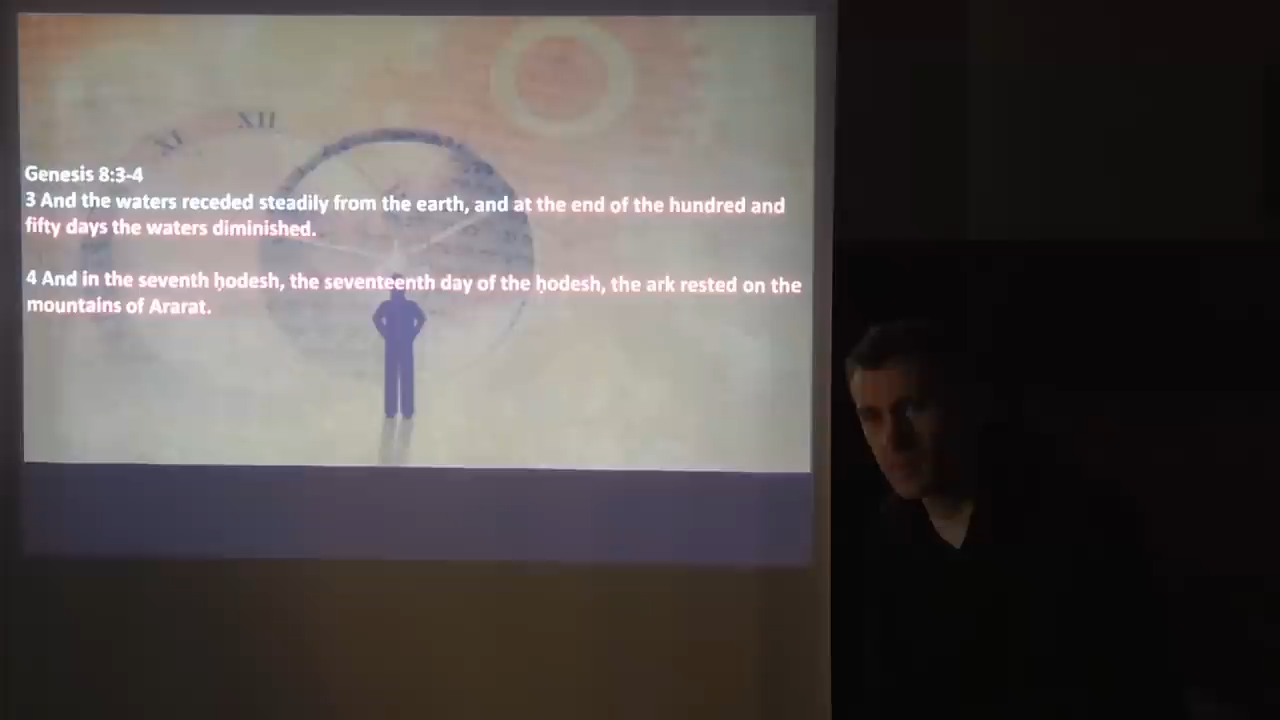 XII
XI
Genesis 8:3-4
3 And the waters receded steadily from the earth, and at the end of the hundred and
fifty days the waters diminished.
4 And in the seventh ḥodesh, the seventeenth day of the ḥodesh, the ark rested on the
mountains of Ararat.